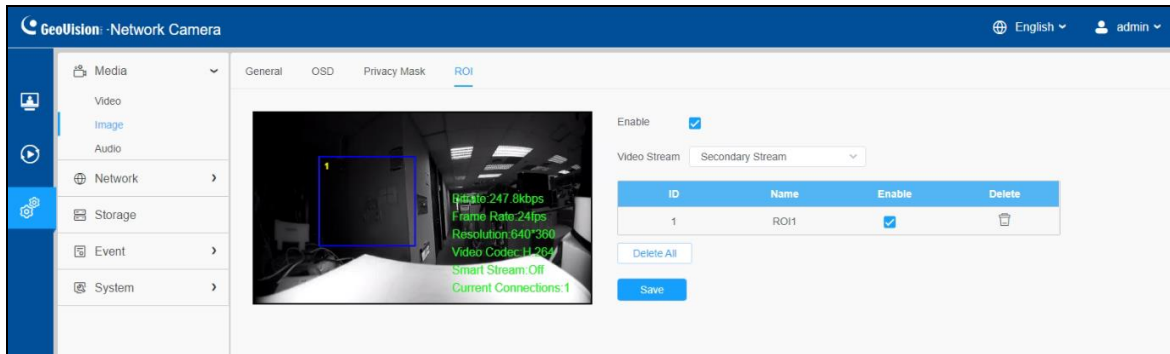 GeoVision: -Network Camera
English
admin
Media
Video
Image
Audio
Network
Storage
Event
System
General OSD Privacy Mask ROI
1
Bitrate:247.8kbps
Frame Rate:24fps
Resolution:640*360
Video Codec:H.264
Smart Stream:Off
Current Connections:1
Enable
Video Stream Secondary Stream
ID Name Enable Delete
1 ROI1
Delete All
Save